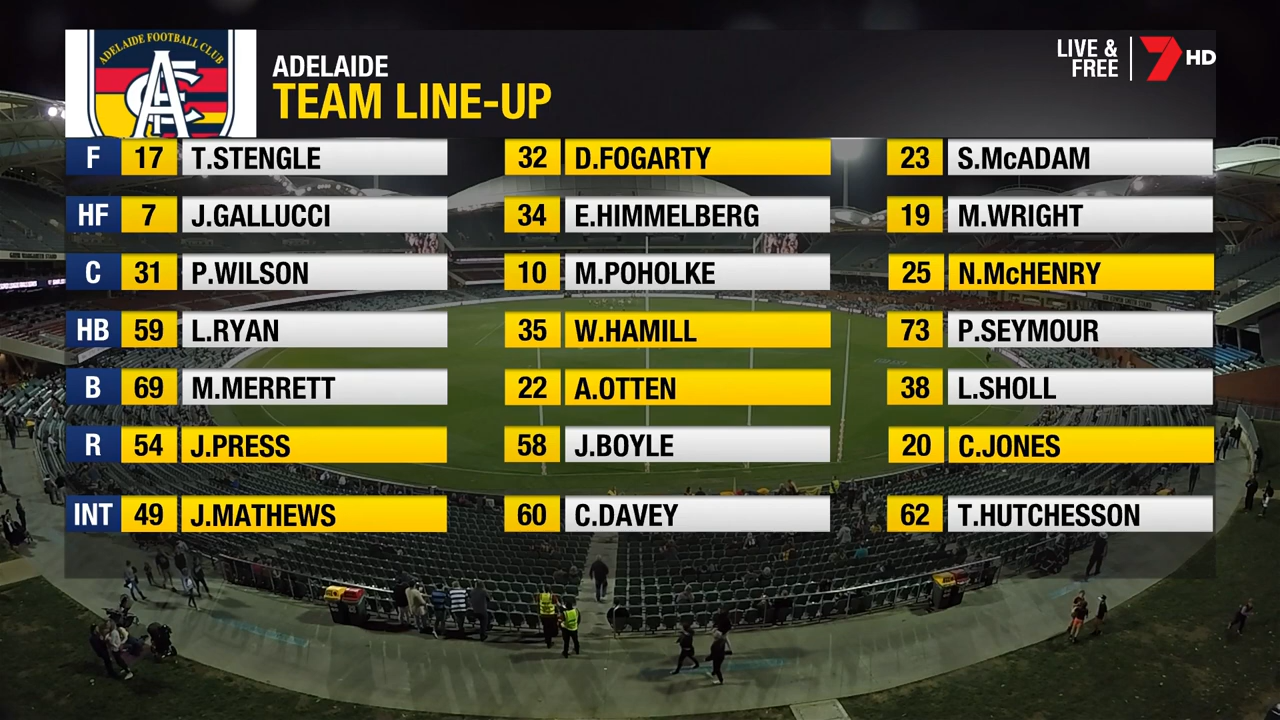 ADELAIDE FOOTBALL CLUB
ADELAIDE
TEAM LINE-UP
LIVE &
FREE
7 HD
F 17 T.STENGLE 32 D.FOGARTY 23 S.McADAM
HF 7 J.GALLUCCI 34 E.HIMMELBERG 19 M.WRIGHT
C 31 P.WILSON 10 M.POHOLKE 25 N.McHENRY
HB 59 L.RYAN 35 W.HAMILL 73 P.SEYMOUR
B 69 M.MERRETT 22 A.OTTEN 38 L.SHOLL
R 54 J.PRESS 58 J.BOYLE 20 C.JONES
INT 49 J.MATHEWS 60 C.DAVEY 62 T.HUTCHESSON